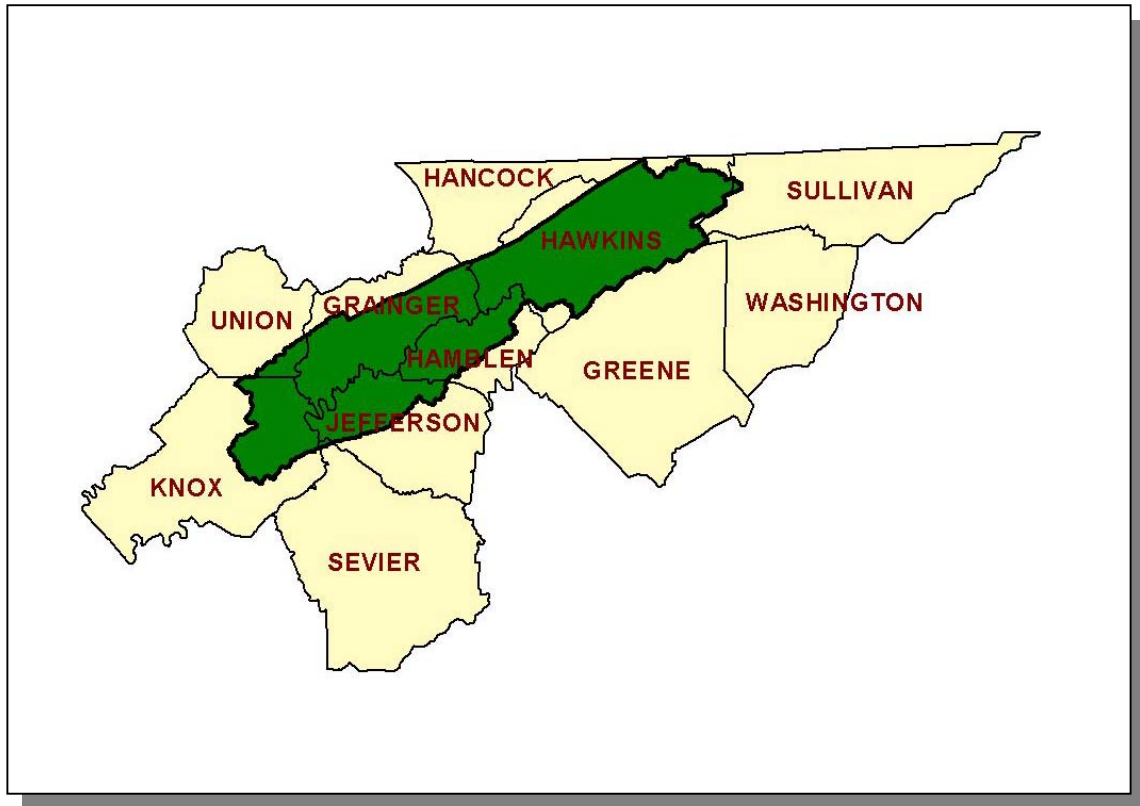 HANCOCK
SULLIVAN
HAWKINS
GRAINGER
WASHINGTON
UNION
HAMBLEN
GREENE
JEFFERSON
KNOX
SEVIER